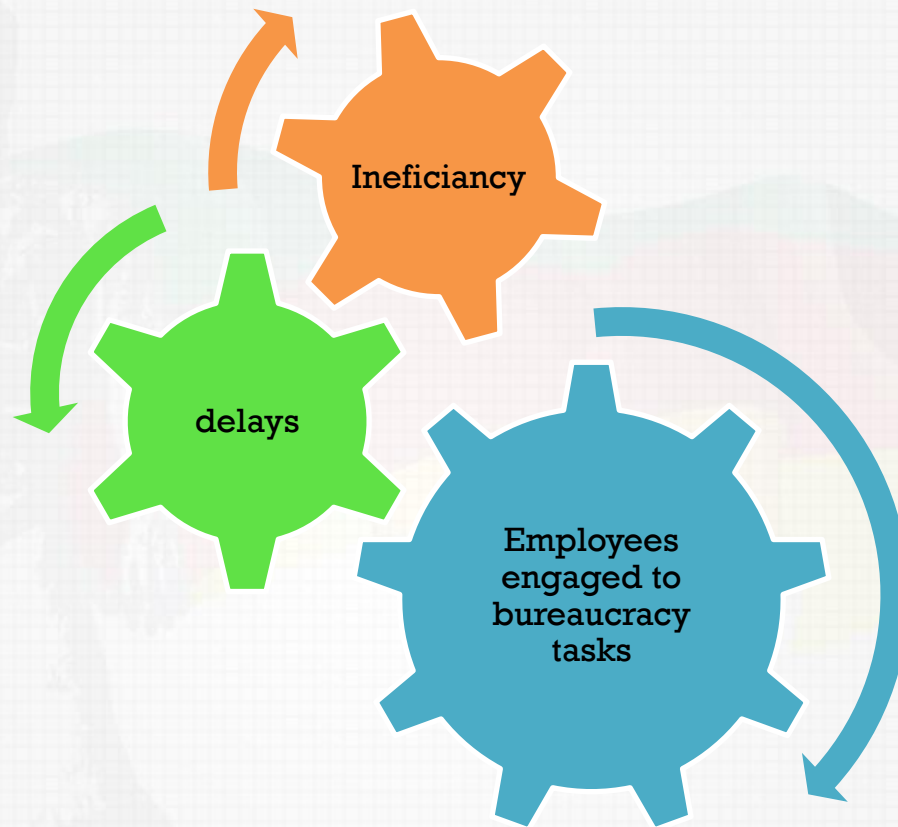 Ineficiancy
delays
Employees
engaged to
bureaucracy
tasks